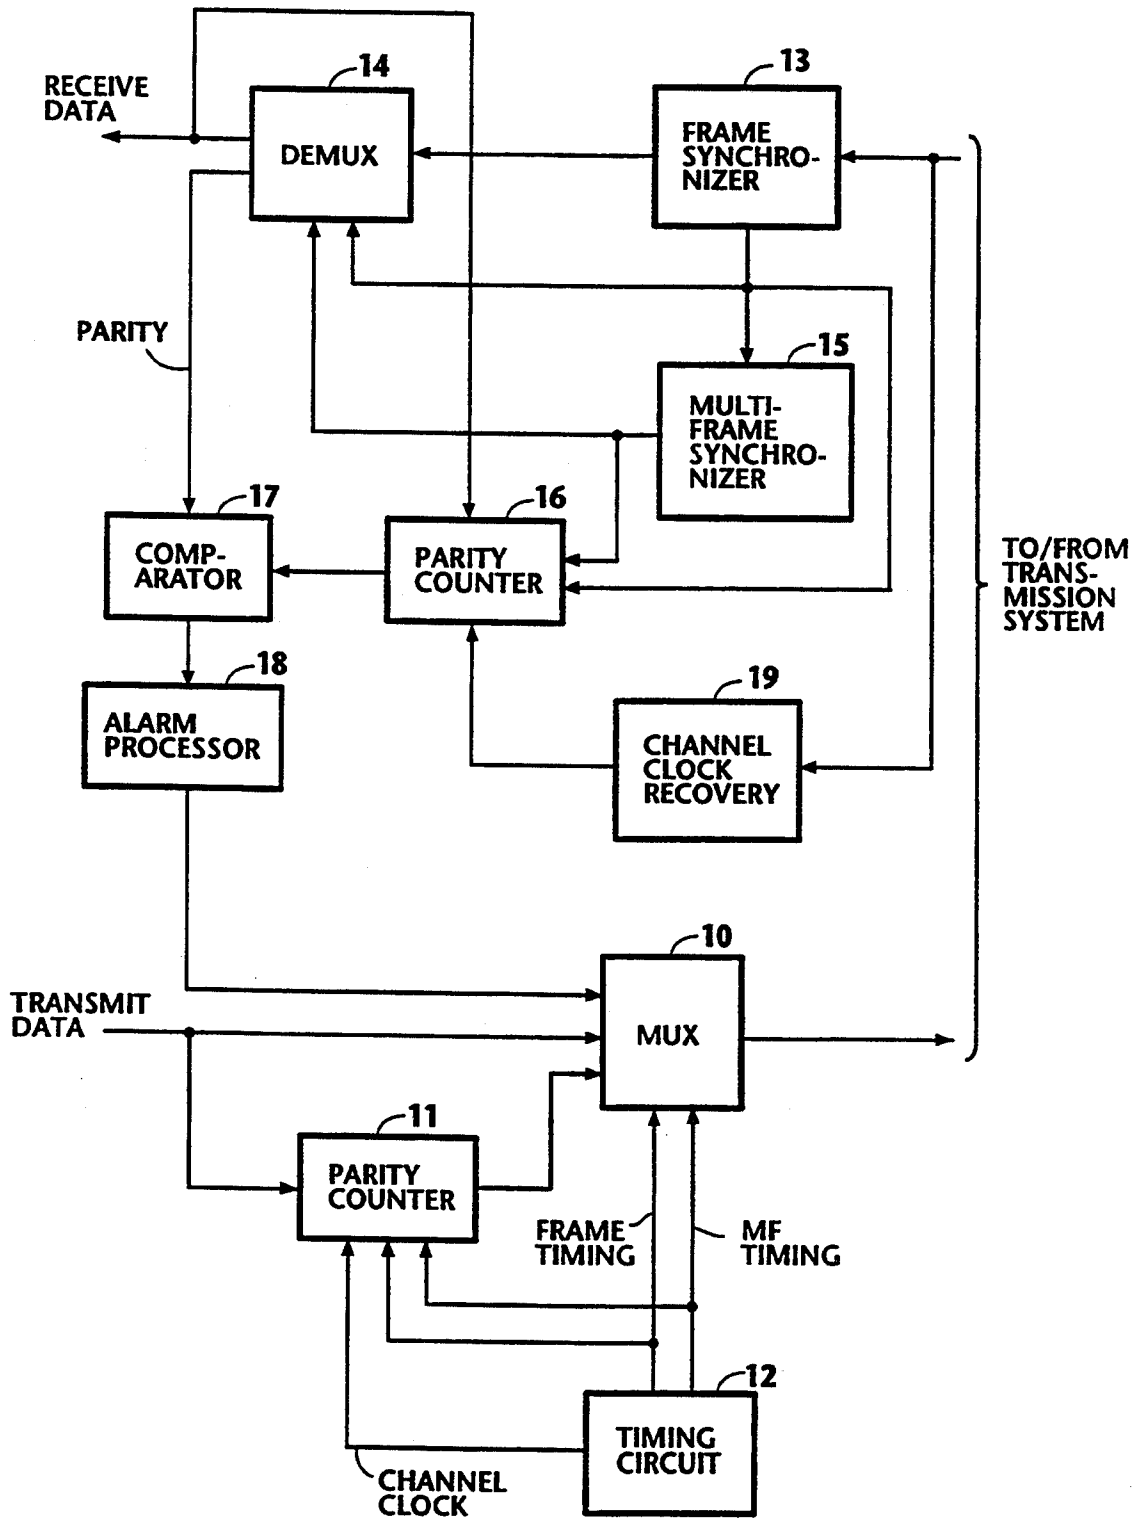 14
13
RECEIVE
DATA
DEMUX
FRAME
SYNCHRO-
NIZER
PARITY
15
MULTI-
FRAME
SYNCHRO-
NIZER
17
16
COMP-
ARATOR
PARITY
COUNTER
TO/FROM
TRANS-
MISSION
SYSTEM
18
19
ALARM
PROCESSOR
CHANNEL
CLOCK
RECOVERY
10
TRANSMIT
DATA
MUX
11
PARITY
COUNTER
FRAME
TIMING
MF
TIMING
12
TIMING
CIRCUIT
CHANNEL
CLOCK